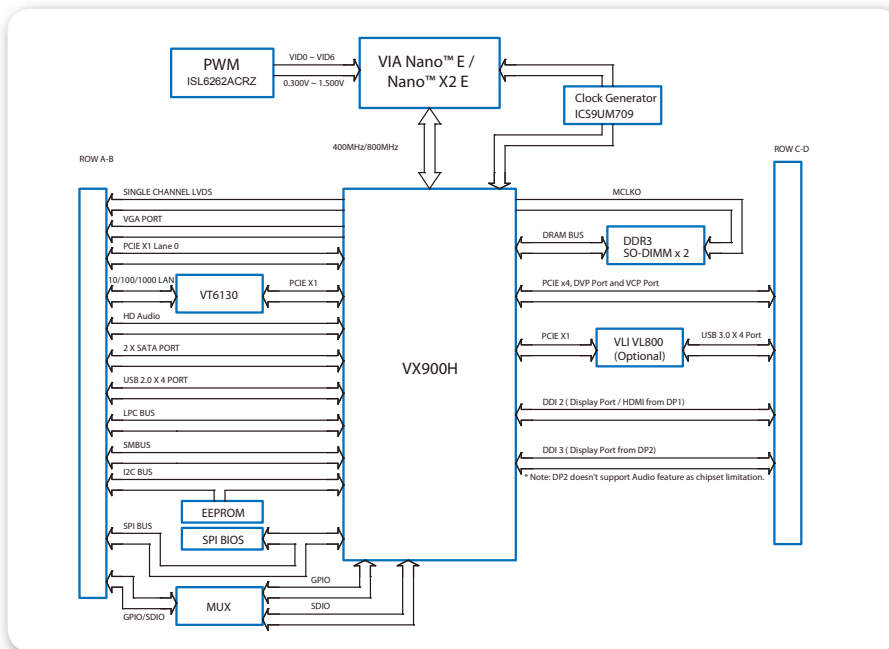 PWM
ISL6262ACRZ
VID0 ~ VID6
0.300V ~ 1.500V
VIA Nano™ E /
Nano™ X2 E
Clock Generator
ICS9UM709
400MHz/800MHz
ROW A-B
ROW C-D
SINGLE CHANNEL LVDS
VGA PORT
PCIE X1 Lane 0
10/100/1000 LAN
VT6130
PCIE X1
HD Audio
2 X SATA PORT
USB 2.0 X 4 PORT
LPC BUS
SMBUS
I2C BUS
EEPROM
SPI BUS
SPI BIOS
MUX
GPIO/SDIO
GPIO
SDIO
VX900H
MCLKO
DRAM BUS
DDR3
SO-DIMM x 2
PCIE x4, DVP Port and VCP Port
PCIE X1
VLI VL800
(Optional)
USB 3.0 X 4 Port
DDI 2 ( Display Port / HDMI from DP1)
DDI 3 ( Display Port from DP2)
* Note: DP2 doesn't support Audio feature as chipset limitation.